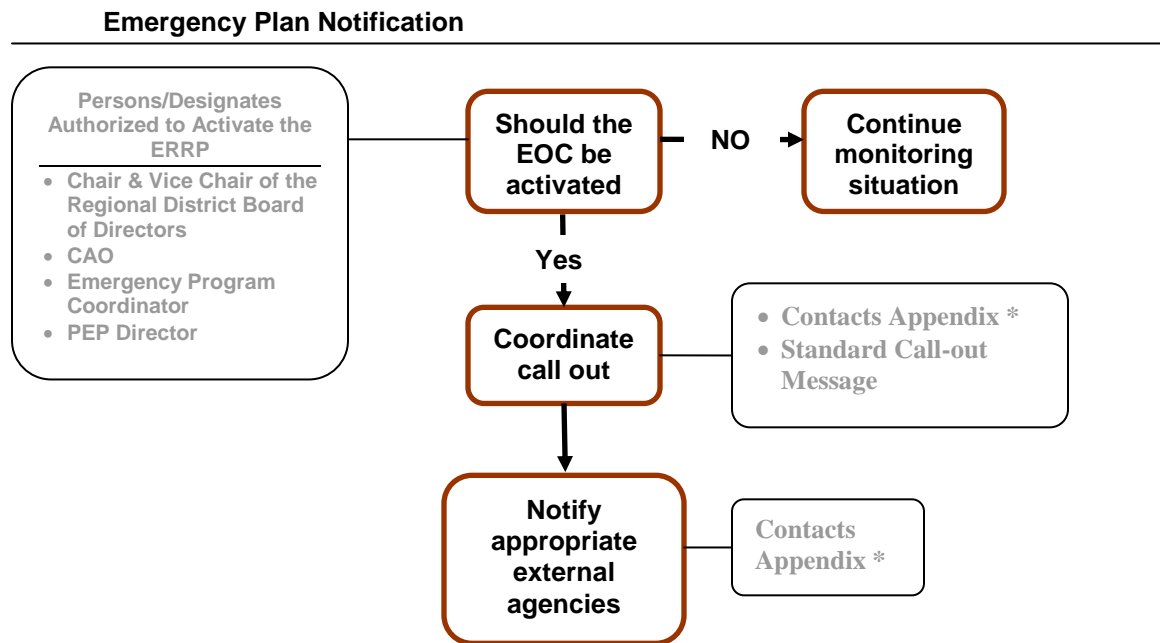 Emergency Plan Notification
Persons/Designates
Authorized to Activate the
ERRP
• Chair & Vice Chair of the
Regional District Board
of Directors
• CAO
• Emergency Program
Coordinator
• PEP Director
Should the
EOC be
activated
NO
Continue
monitoring
situation
Yes
Coordinate
call out
• Contacts Appendix *
• Standard Call-out
Message
Notify
appropriate
external
agencies
Contacts
Appendix *